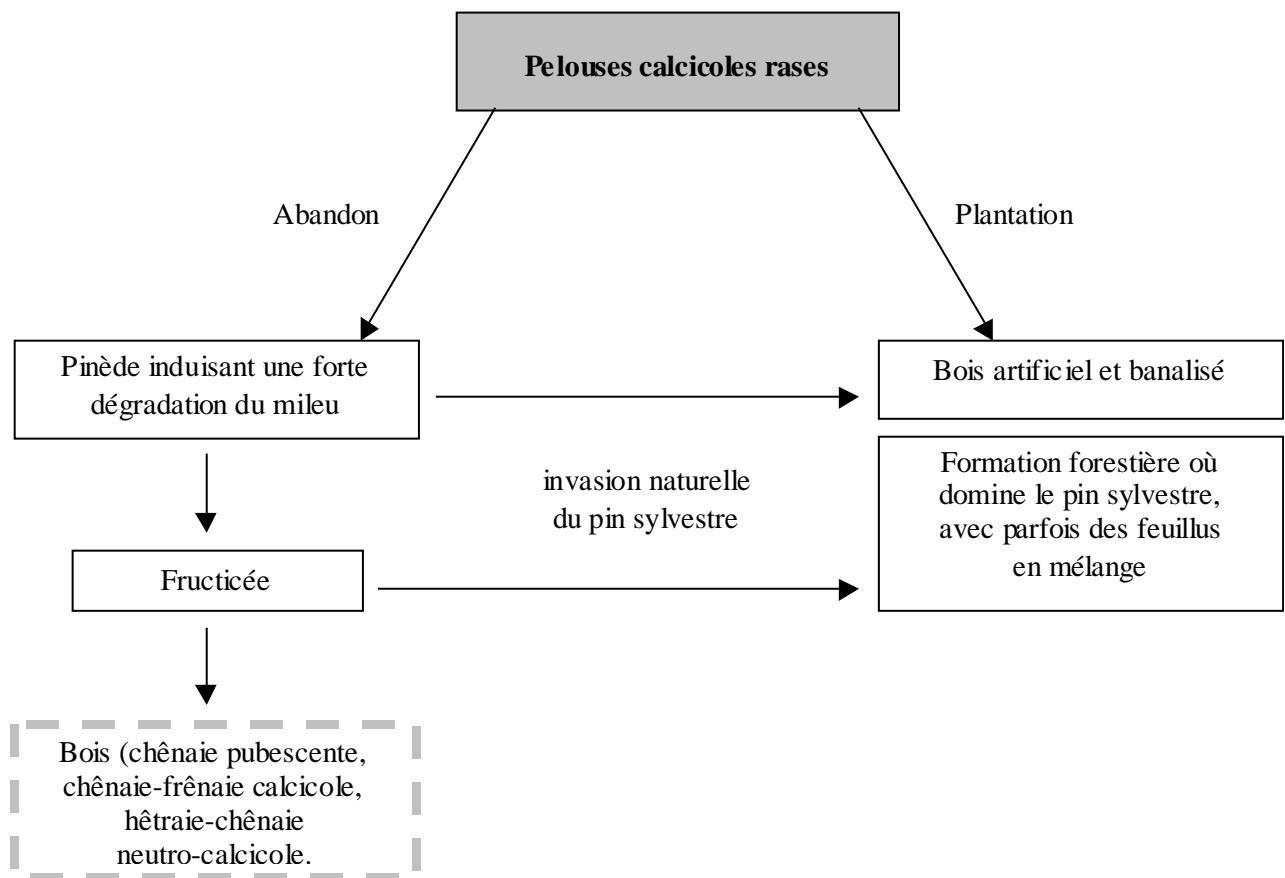 Pelouses calcicoles rases
Abandon
Plantation
Pinède induisant une forte
dégradation du mileu
Bois artificiel et banalisé
invasion naturelle
du pin sylvestre
Formation forestière où
domine le pin sylvestre,
avec parfois des feuillus
en mélange
Fructicée
Bois (chênaie pubescente,
chênaie-frênaie calcicole,
hêtraie-chênaie
neutro-calcicole.